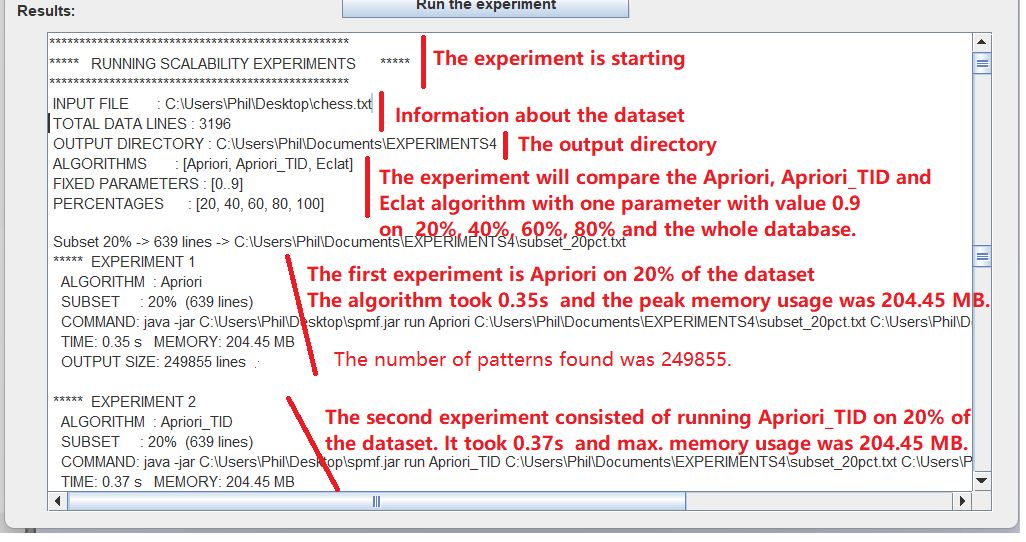 Run the experiment
Results:
**************************************************
***** RUNNING SCALABILITY EXPERIMENTS *****
The experiment is starting
**************************************************
INPUT FILE : C:\Users\Phil\Desktop\chess.txt
Information about the dataset
TOTAL DATA LINES : 3196
OUTPUT DIRECTORY : C:\Users\Phil\Documents\EXPERIMENTS4
The output directory
ALGORITHMS : [Apriori, Apriori_TID, Eclat]
FIXED PARAMETERS : [0..9]
PERCENTAGES : [20, 40, 60, 80, 100]
The experiment will compare the Apriori, Apriori_TID and
Eclat algorithm with one parameter with value 0.9
on 20%, 40%, 60%, 80% and the whole database.
Subset 20% -> 639 lines -> C:\Users\Phil\Documents\EXPERIMENTS4\subset_20pct.txt
***** EXPERIMENT 1
ALGORITHM : Apriori
SUBSET : 20% (639 lines)
The first experiment is Apriori on 20% of the dataset
The algorithm took 0.35s and the peak memory usage was 204.45 MB.
COMMAND: java -jar C:\Users\Phil\Desktop\spmf.jar run Apriori C:\Users\Phil\Documents\EXPERIMENTS4\subset_20pct.txt C:\Users\Phil\D
TIME: 0.35 s MEMORY: 204.45 MB
OUTPUT SIZE: 249855 lines
The number of patterns found was 249855.
***** EXPERIMENT 2
ALGORITHM : Apriori_TID
SUBSET : 20% (639 lines)
The second experiment consisted of running Apriori_TID on 20% of
the dataset. It took 0.37s and max. memory usage was 204.45 MB.
COMMAND: java -jar C:\Users\Phil\Desktop\spmf.jar run Apriori_TID C:\Users\Phil\Documents\EXPERIMENTS4\subset_20pct.txt C:\Users\P
TIME: 0.37 s MEMORY: 204.45 MB